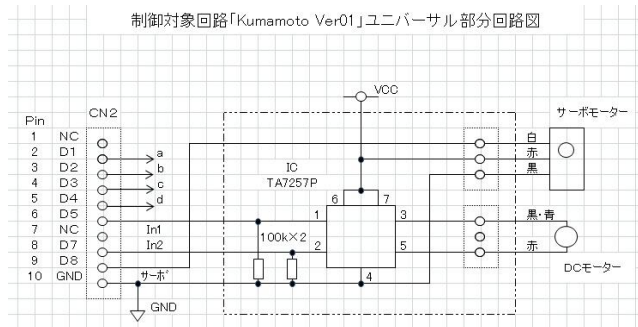 制御対象回路「Kumamoto Ver01」ユニバーサル部分回路図
VCC
CN2
サーボモーター
Pin
1 NC
2 D1 a
3 D2 b
4 D3 c
5 D4 d
6 D5
7 NC In1
8 D7 In2
9 D8
10 GND サーボ
GND
IC
TA7257P
6 7
1 3
2 5
4
100k×2
白
赤
黒
黒・青
赤
DCモーター